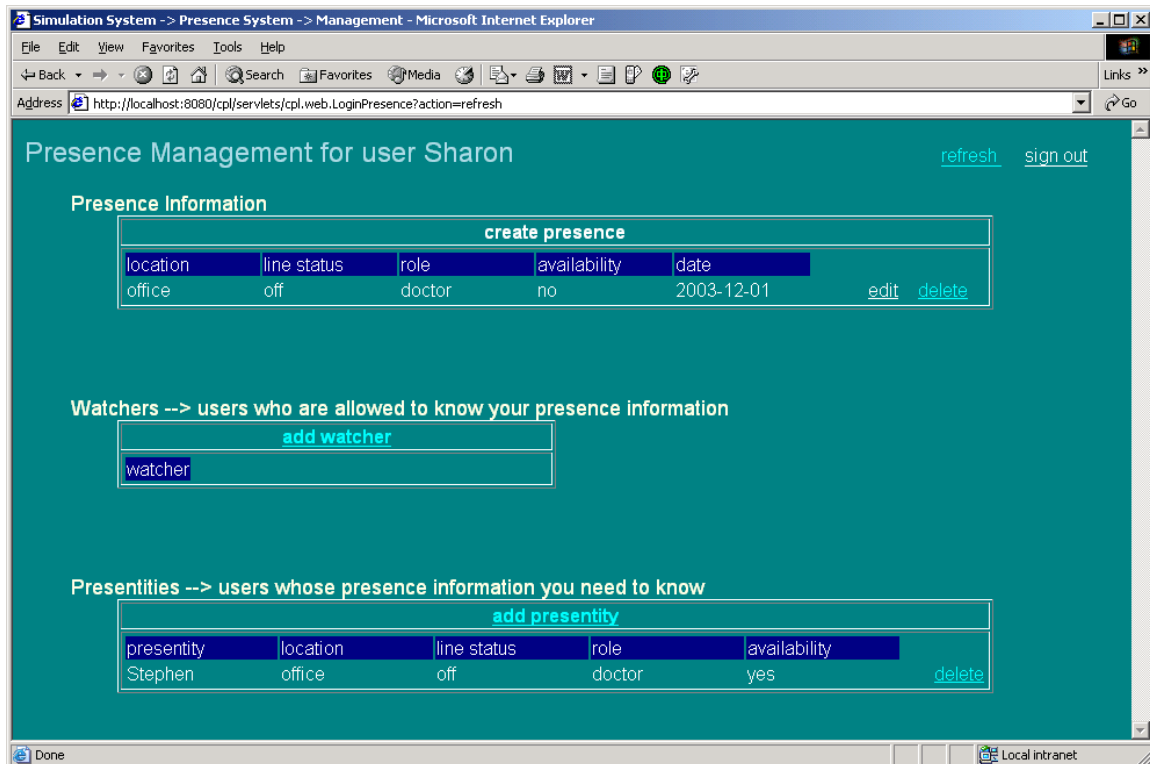 Simulation System -> Presence System -> Management - Microsoft Internet Explorer
File Edit View Favorites Tools Help
Back Search Favorites Media Links »
Address http://localhost:8080/cpl/servlets/cpl.web.LoginPresence?action=refresh Go
Presence Management for user Sharon refresh sign out
Presence Information
create presence
location line status role availability date
office off doctor no 2003-12-01 edit delete
Watchers --> users who are allowed to know your presence information
add watcher
watcher
Presentities --> users whose presence information you need to know
add presentity
presentity location line status role availability
Stephen office off doctor yes delete
Done Local intranet